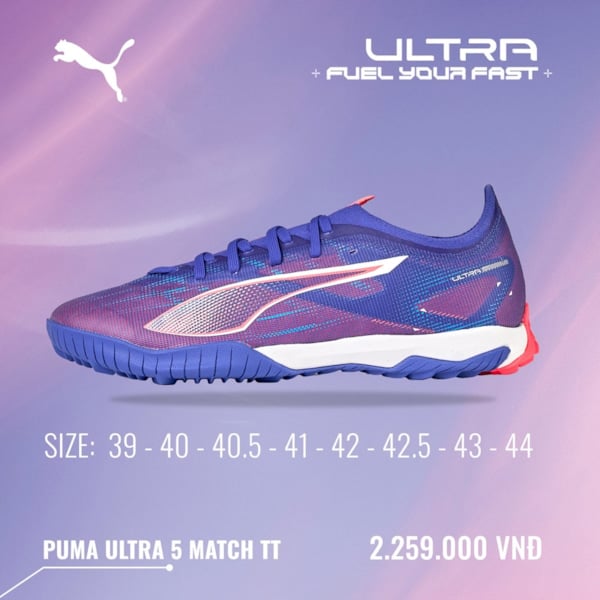 ULTRA
FUEL YOUR FAST
ULTRA
SIZE: 39 - 40 - 40.5 - 41 - 42 - 42.5 - 43 - 44
PUMA ULTRA 5 MATCH TT
2.259.000 VNĐ